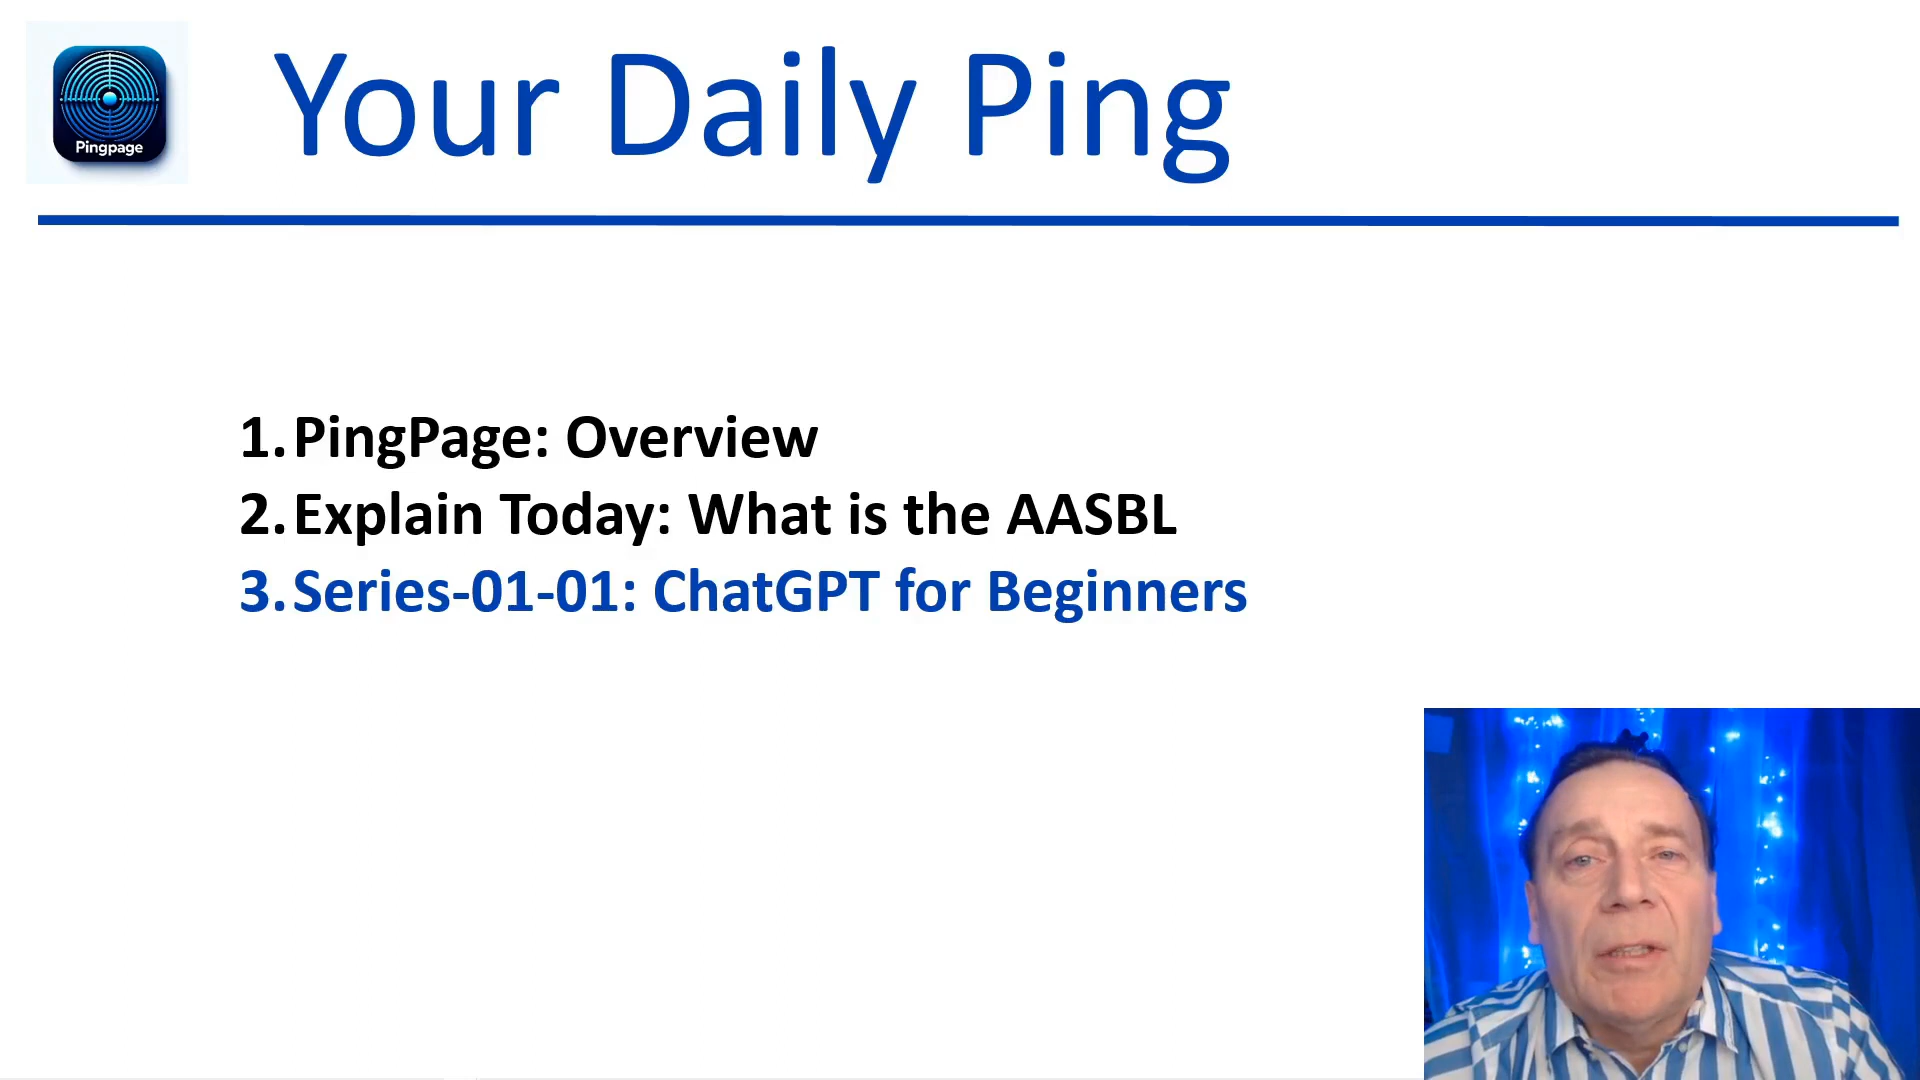 Pingpage
Your Daily Ping
1. PingPage: Overview
2. Explain Today: What is the AASBL
3. Series-01-01: ChatGPT for Beginners